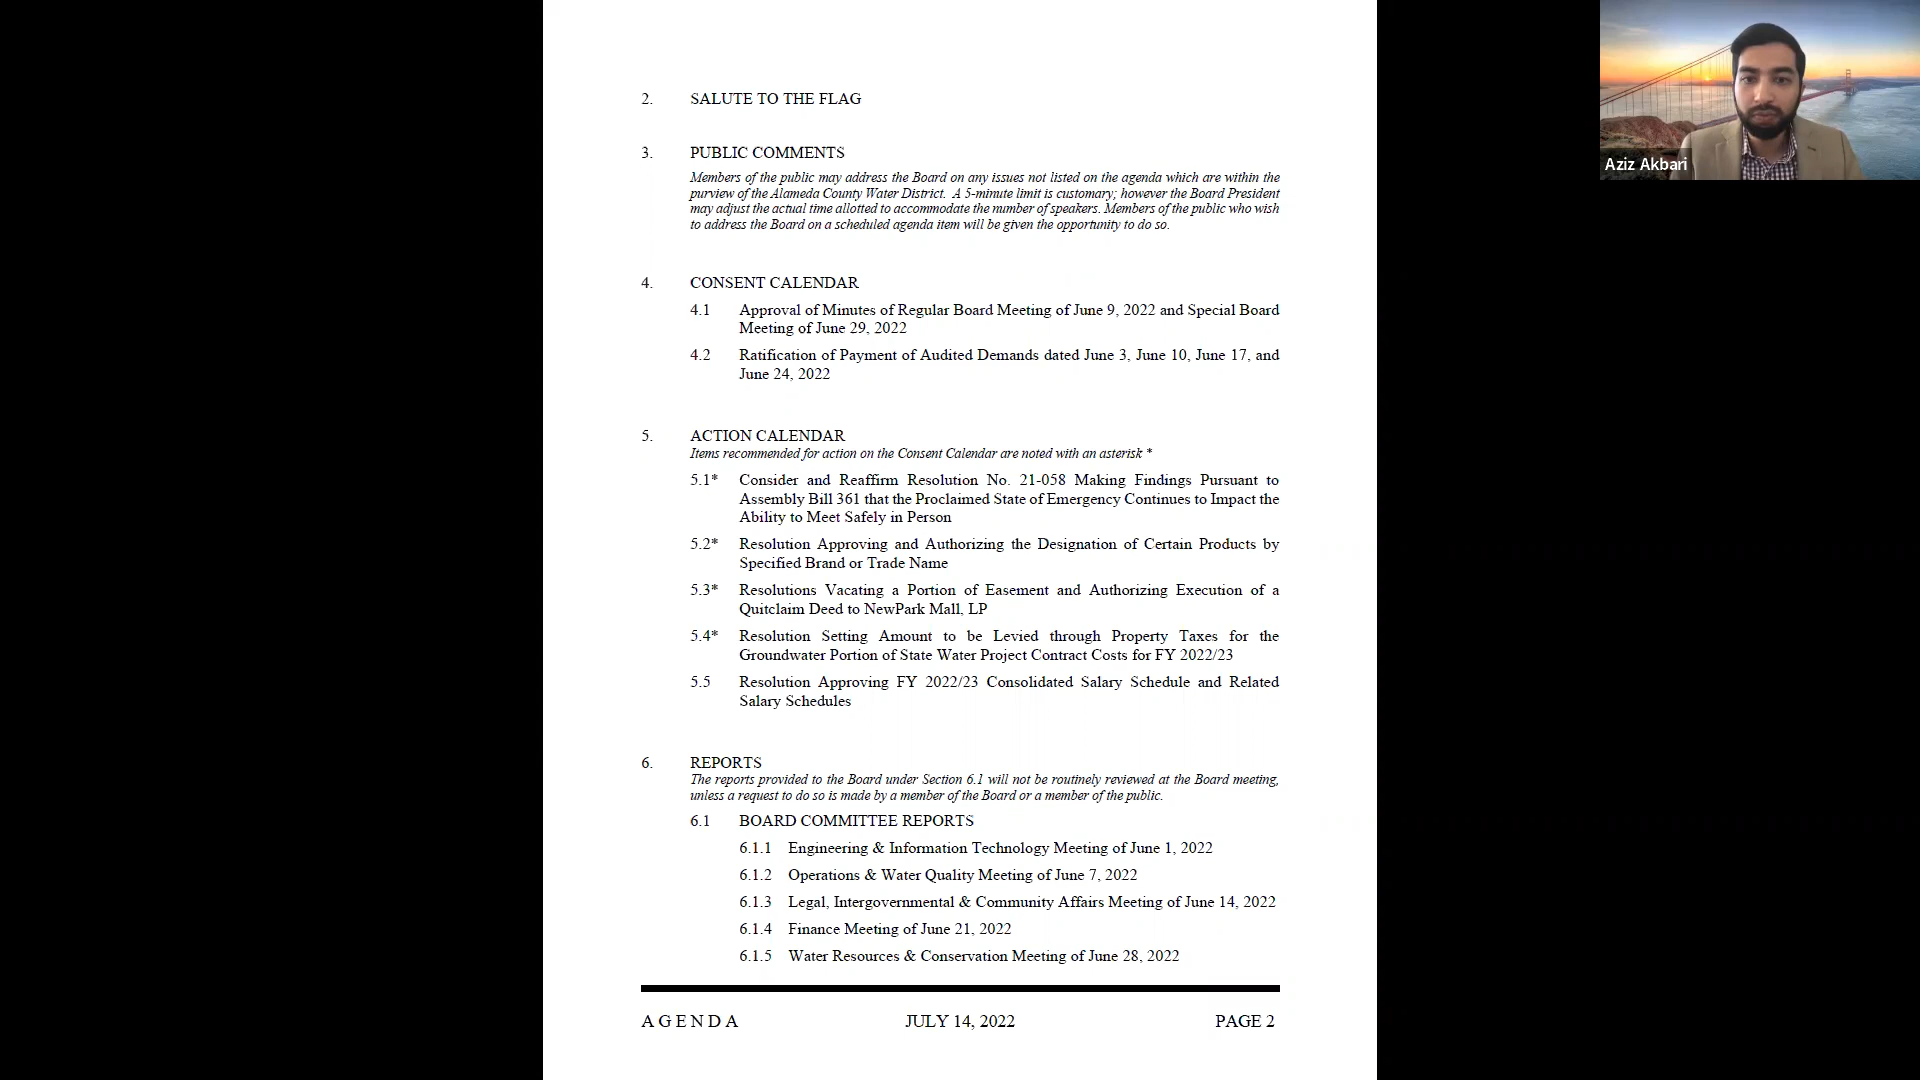 2. SALUTE TO THE FLAG
3. PUBLIC COMMENTS
Members of the public may address the Board on any issues not listed on the agenda which are within the
purview of the Alameda County Water District. A 5-minute limit is customary; however the Board President
may adjust the actual time allotted to accommodate the number of speakers. Members of the public who wish
to address the Board on a scheduled agenda item will be given the opportunity to do so.
4. CONSENT CALENDAR
4.1 Approval of Minutes of Regular Board Meeting of June 9, 2022 and Special Board
Meeting of June 29, 2022
4.2 Ratification of Payment of Audited Demands dated June 3, June 10, June 17, and
June 24, 2022
5. ACTION CALENDAR
Items recommended for action on the Consent Calendar are noted with an asterisk *
5.1* Consider and Reaffirm Resolution No. 21-058 Making Findings Pursuant to
Assembly Bill 361 that the Proclaimed State of Emergency Continues to Impact the
Ability to Meet Safely in Person
5.2* Resolution Approving and Authorizing the Designation of Certain Products by
Specified Brand or Trade Name
5.3* Resolutions Vacating a Portion of Easement and Authorizing Execution of a
Quitclaim Deed to NewPark Mall, LP
5.4* Resolution Setting Amount to be Levied through Property Taxes for the
Groundwater Portion of State Water Project Contract Costs for FY 2022/23
5.5 Resolution Approving FY 2022/23 Consolidated Salary Schedule and Related
Salary Schedules
6. REPORTS
The reports provided to the Board under Section 6.1 will not be routinely reviewed at the Board meeting,
unless a request to do so is made by a member of the Board or a member of the public.
6.1 BOARD COMMITTEE REPORTS
6.1.1 Engineering & Information Technology Meeting of June 1, 2022
6.1.2 Operations & Water Quality Meeting of June 7, 2022
6.1.3 Legal, Intergovernmental & Community Affairs Meeting of June 14, 2022
6.1.4 Finance Meeting of June 21, 2022
6.1.5 Water Resources & Conservation Meeting of June 28, 2022
AGENDA JULY 14, 2022 PAGE 2
Aziz Akbari